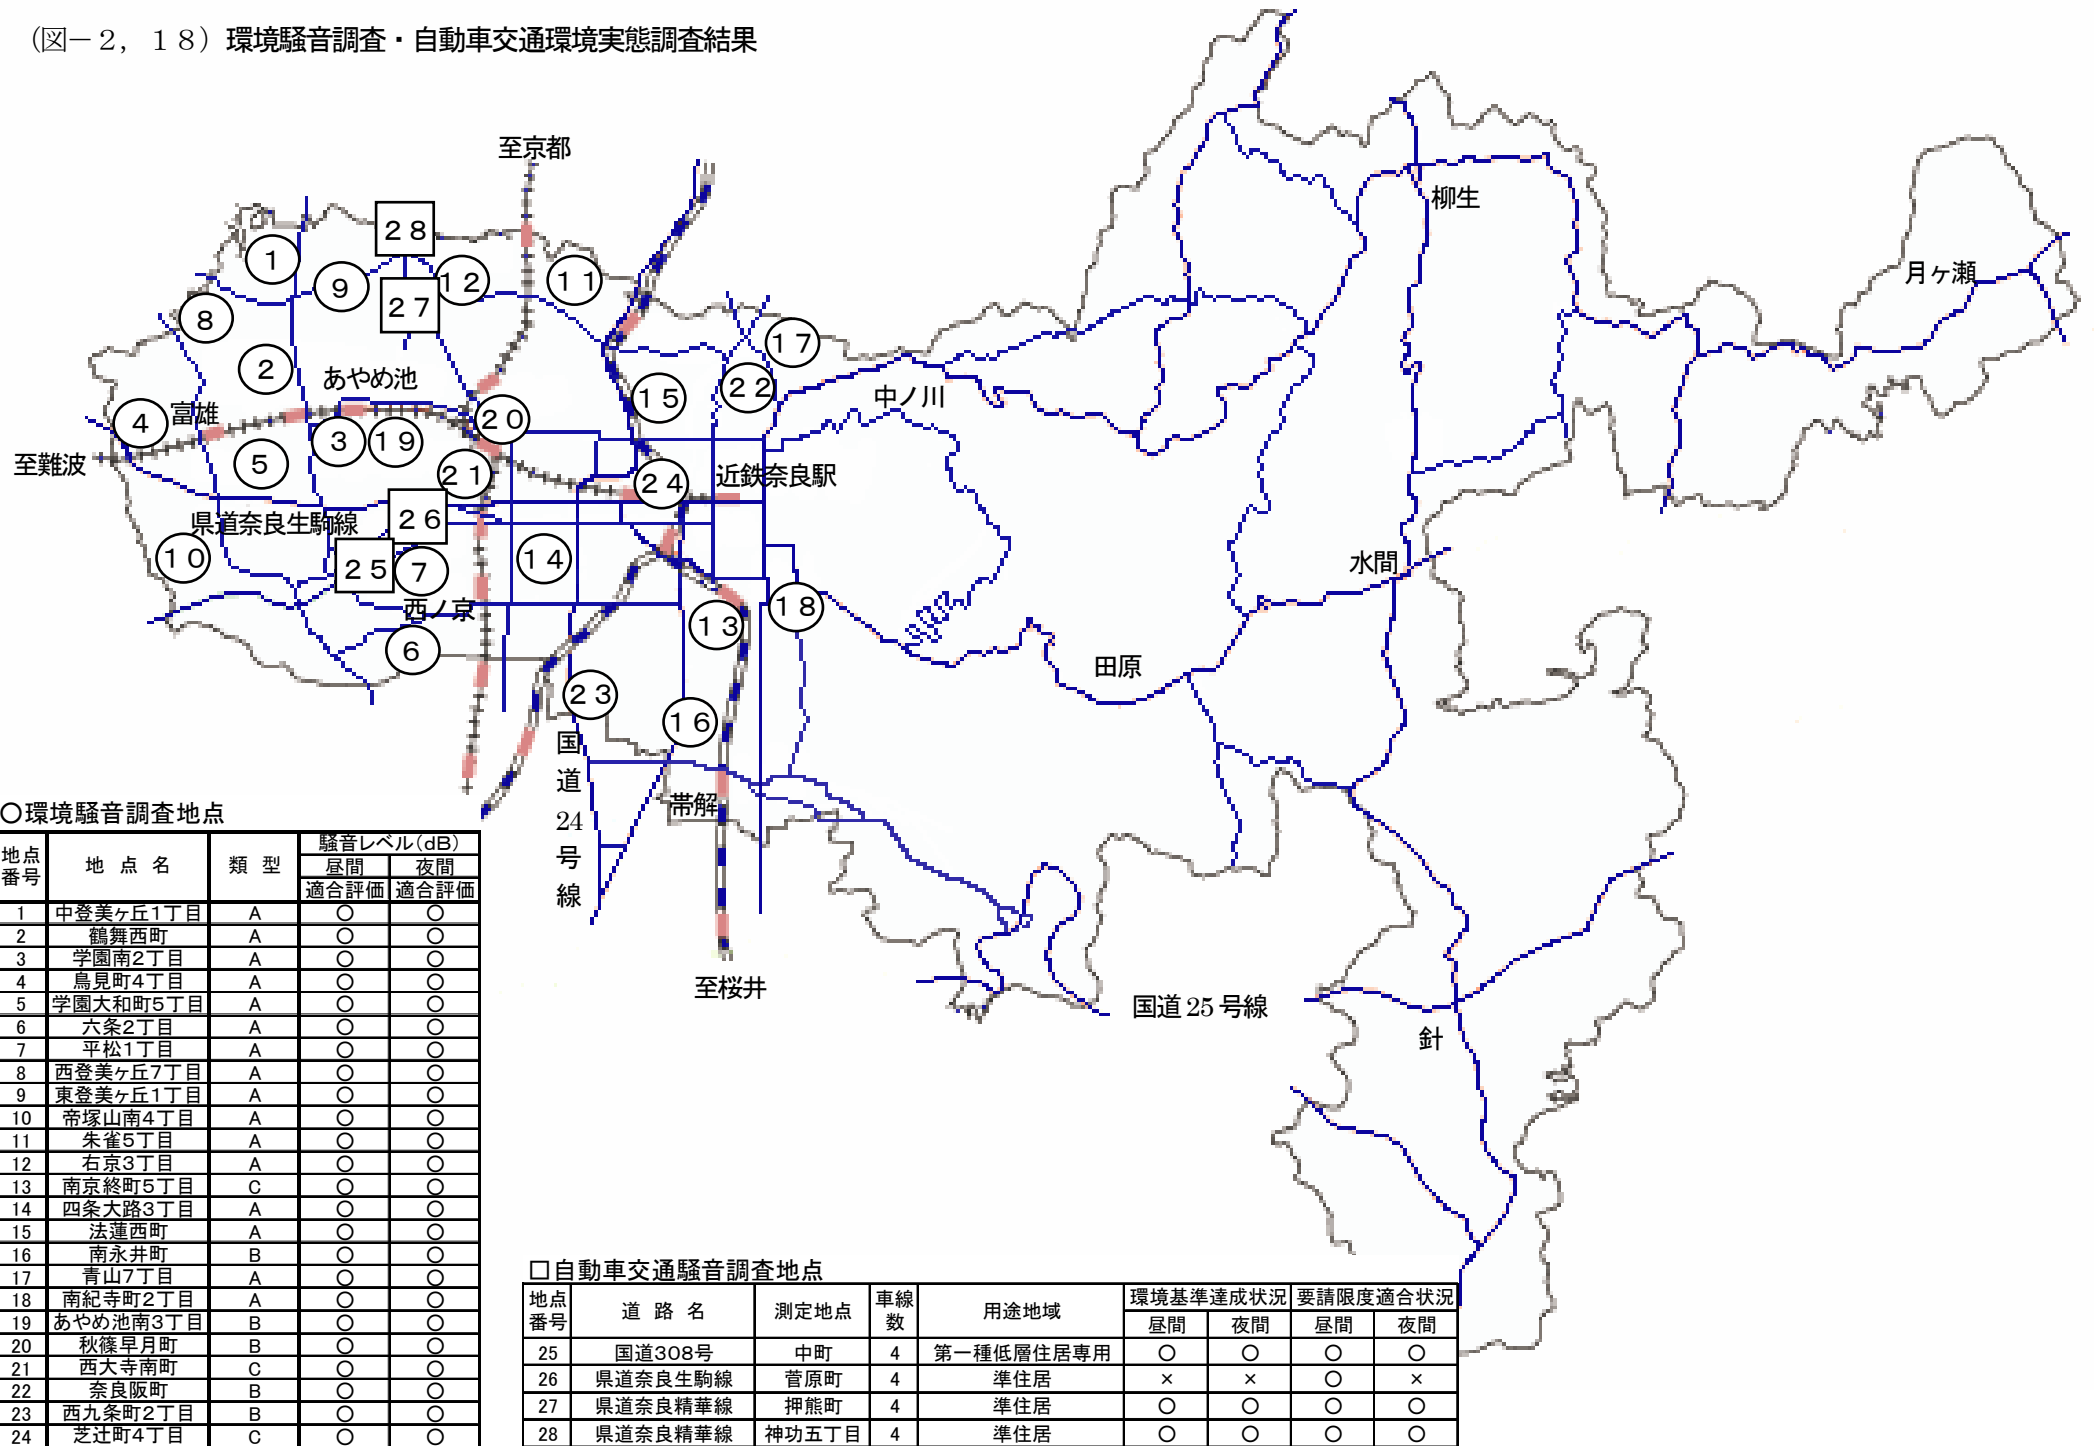 （図－２，１８）環境騒音調査・自動車交通環境実態調査結果
至京都
柳生
月ヶ瀬
28
1
9
12
11
27
8
17
2
あやめ池
22
15
中ノ川
4
富雄
20
3
19
至難波
5
21
24
近鉄奈良駅
県道奈良生駒線
26
10
25
7
14
水間
西ノ京
18
13
6
田原
23
16
国道24号線
帯解
至桜井
国道25号線
針
〇環境騒音調査地点
地点番号 地点名 類型 騒音レベル(dB)
昼間 夜間
適合評価 適合評価
1 中登美ヶ丘1丁目 A 〇 〇
2 鶴舞西町 A 〇 〇
3 学園南2丁目 A 〇 〇
4 鳥見町4丁目 A 〇 〇
5 学園大和町5丁目 A 〇 〇
6 六条2丁目 A 〇 〇
7 平松1丁目 A 〇 〇
8 西登美ヶ丘7丁目 A 〇 〇
9 東登美ヶ丘1丁目 A 〇 〇
10 帝塚山南4丁目 A 〇 〇
11 朱雀5丁目 A 〇 〇
12 右京3丁目 A 〇 〇
13 南京終町5丁目 C 〇 〇
14 四条大路3丁目 A 〇 〇
15 法蓮西町 A 〇 〇
16 南永井町 B 〇 〇
17 青山7丁目 A 〇 〇
18 南紀寺町2丁目 A 〇 〇
19 あやめ池南3丁目 B 〇 〇
20 秋篠早月町 B 〇 〇
21 西大寺南町 C 〇 〇
22 奈良阪町 B 〇 〇
23 西九条町2丁目 B 〇 〇
24 芝辻町4丁目 C 〇 〇
□自動車交通騒音調査地点
地点番号 道路名 測定地点 車線数 用途地域 環境基準達成状況 要請限度適合状況
昼間 夜間 昼間 夜間
25 国道308号 中町 4 第一種低層住居専用 〇 〇 〇 〇
26 県道奈良生駒線 菅原町 4 準住居 × × 〇 ×
27 県道奈良精華線 押熊町 4 準住居 〇 〇 〇 〇
28 県道奈良精華線 神功五丁目 4 準住居 〇 〇 〇 〇